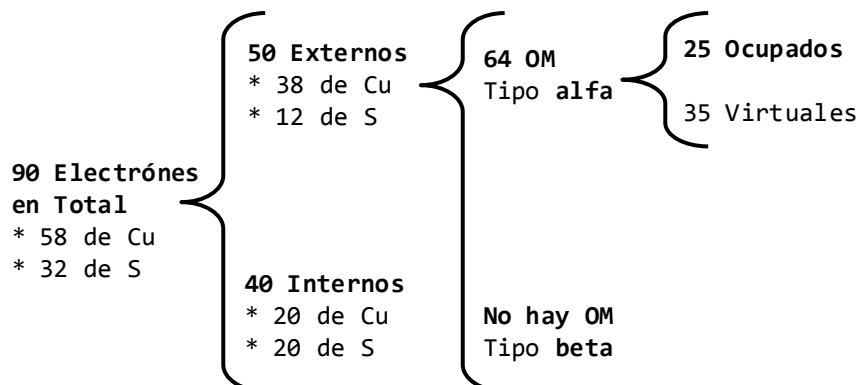 90 Electrónes
en Total
* 58 de Cu
* 32 de S
50 Externos
* 38 de Cu
* 12 de S
40 Internos
* 20 de Cu
* 20 de S
64 OM
Tipo alfa
No hay OM
Tipo beta
25 Ocupados
35 Virtuales